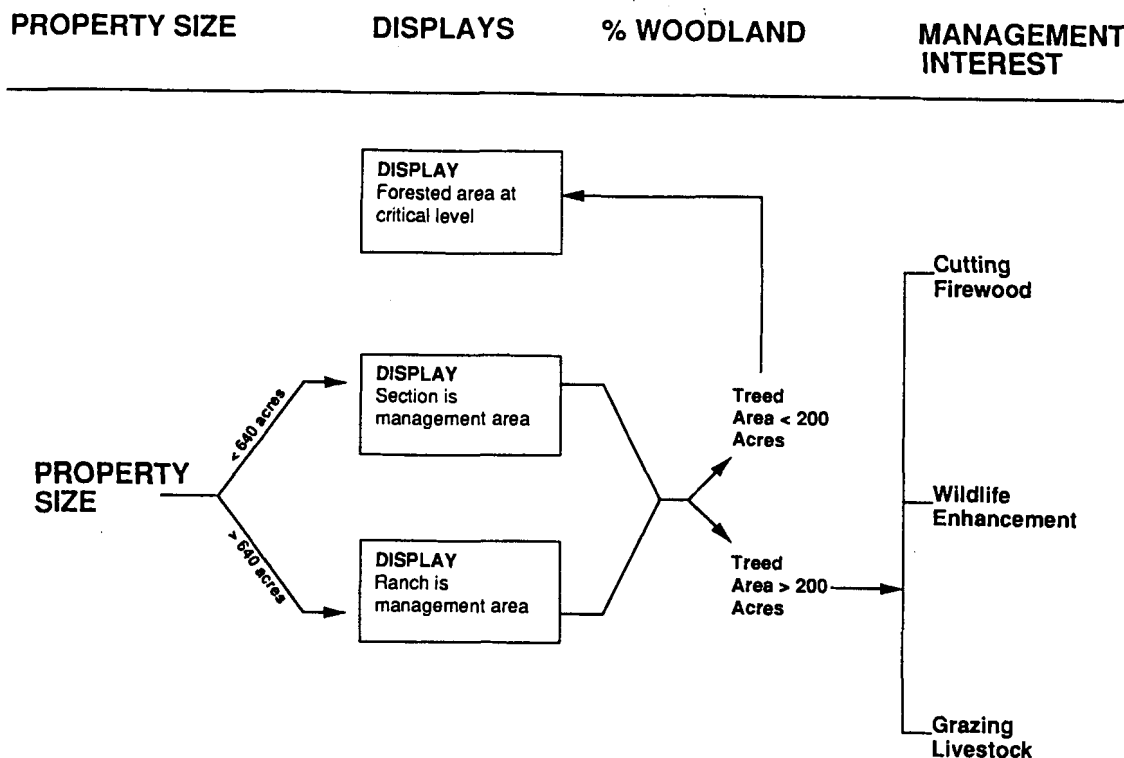 PROPERTY SIZE
DISPLAYS
% WOODLAND
MANAGEMENT
INTEREST
DISPLAY
Forested area at
critical level
Cutting
Firewood
< 640 acres
DISPLAY
Section is
management area
Treed
Area < 200
Acres
PROPERTY
SIZE
Wildlife
Enhancement
> 640 acres
DISPLAY
Ranch is
management area
Treed
Area > 200
Acres
Grazing
Livestock